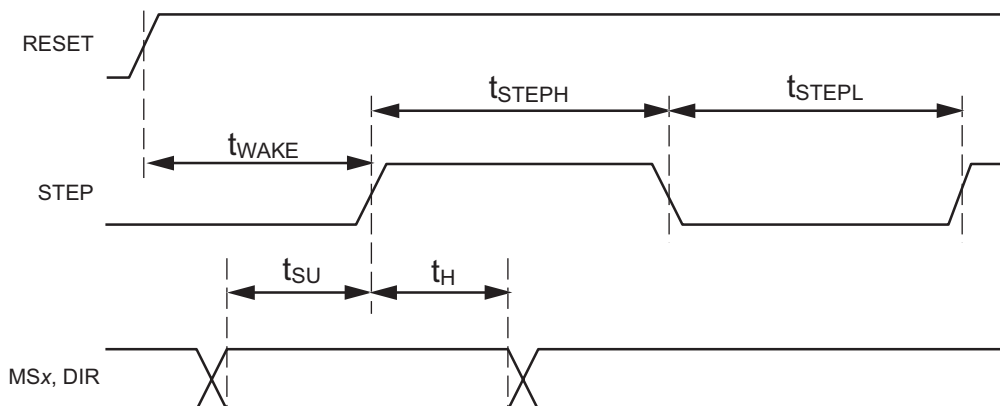 RESET
tSTEPH
tSTEPL
tWAKE
STEP
tSU
tH
MSx, DIR